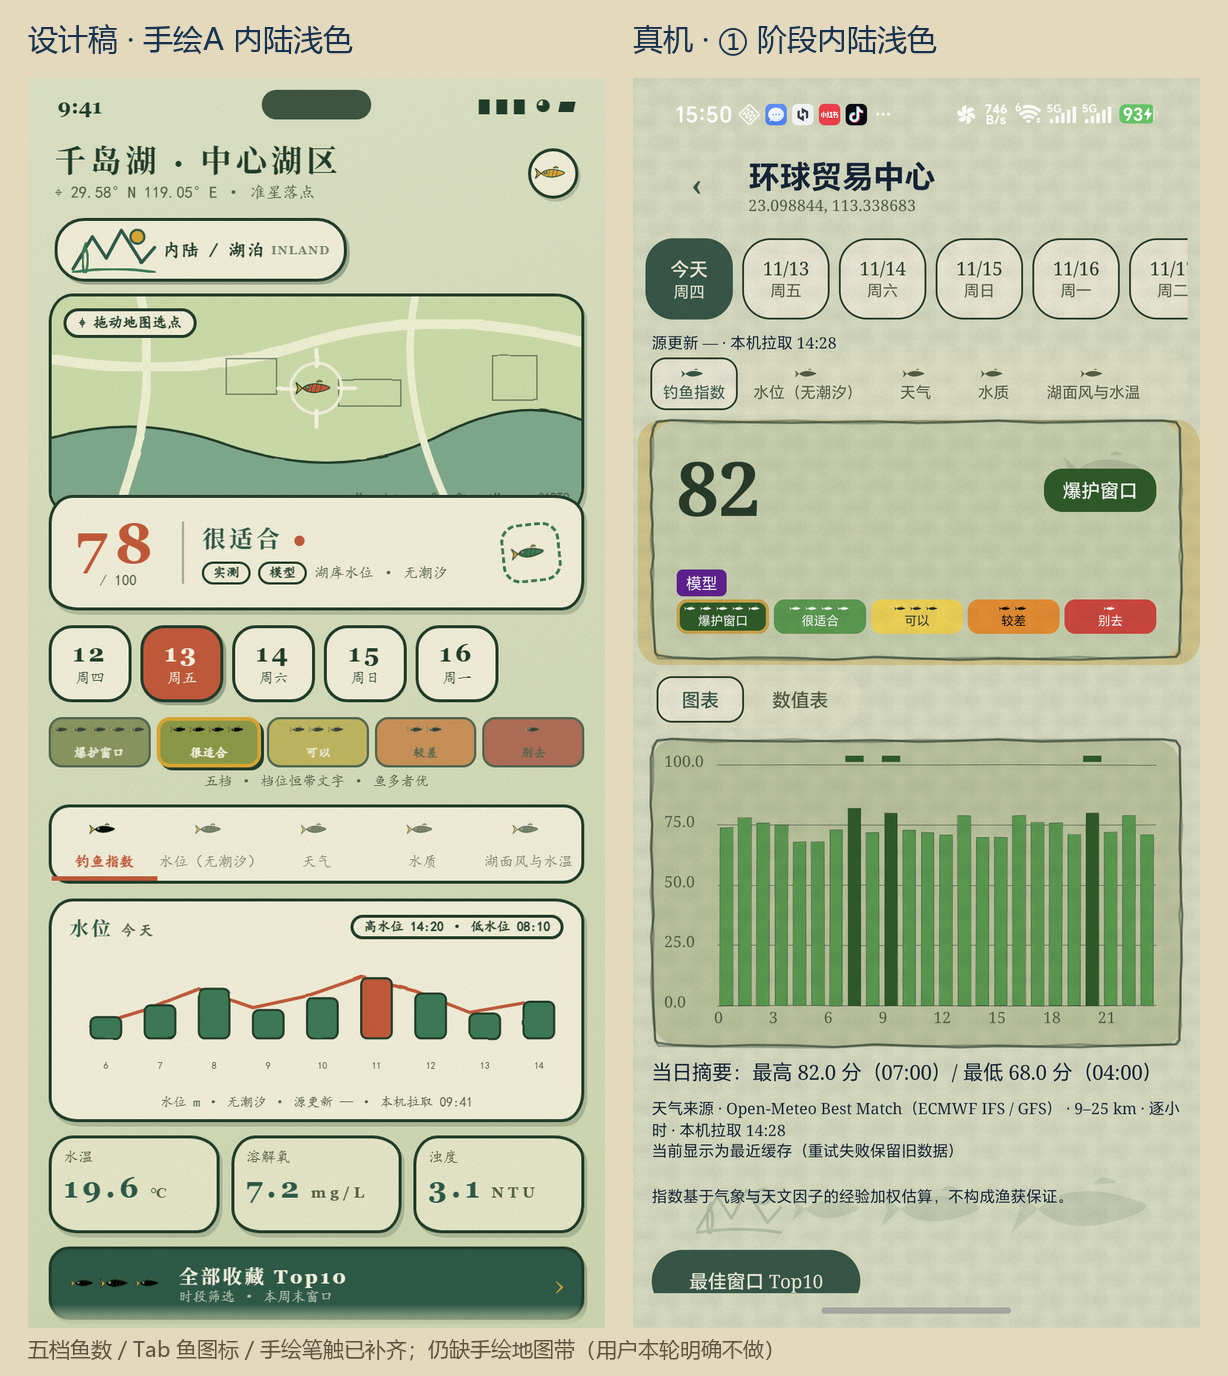 设计稿 · 手绘A 内陆浅色
真机 · ① 阶段内陆浅色
9:41
千岛湖 · 中心湖区
⌖ 29.58° N 119.05° E • 准星落点
内陆 / 湖泊 INLAND
⌖ 拖动地图选点
78
/ 100
很适合
实测 模型 湖库水位 • 无潮汐
12 13 14 15 16
周四 周五 周六 周日 周一
爆护窗口 很适合 可以 较差 别去
五档 • 档位恒带文字 • 鱼多者优
钓鱼指数 水位（无潮汐） 天气 水质 湖面风与水温
水位 今天
高水位 14:20 • 低水位 08:10
6 7 8 9 10 11 12 13 14
水位 m • 无潮汐 • 源更新 — • 本机拉取 09:41
水温 溶解氧 浊度
19.6 ℃ 7.2 mg/L 3.1 NTU
全部收藏 Top10
时段筛选 • 本周末窗口
15:50
小红书
746 B/s
6
5G 5G
93
环球贸易中心
23.098844, 113.338683
今天 11/13 11/14 11/15 11/16
周四 周五 周六 周日 周一 周二
源更新 — · 本机拉取 14:28
钓鱼指数 水位（无潮汐） 天气 水质 湖面风与水温
82
爆护窗口
模型
爆护窗口 很适合 可以 较差 别去
图表 数值表
100.0
75.0
50.0
25.0
0.0
0 3 6 9 12 15 18 21
当日摘要：最高 82.0 分（07:00）/ 最低 68.0 分（04:00）
天气来源 · Open-Meteo Best Match（ECMWF IFS / GFS） · 9–25 km · 逐小
时 · 本机拉取 14:28
当前显示为最近缓存（重试失败保留旧数据）
指数基于气象与天文因子的经验加权估算，不构成渔获保证。
最佳窗口 Top10
五档鱼数 / Tab 鱼图标 / 手绘笔触已补齐；仍缺手绘地图带（用户本轮明确不做）